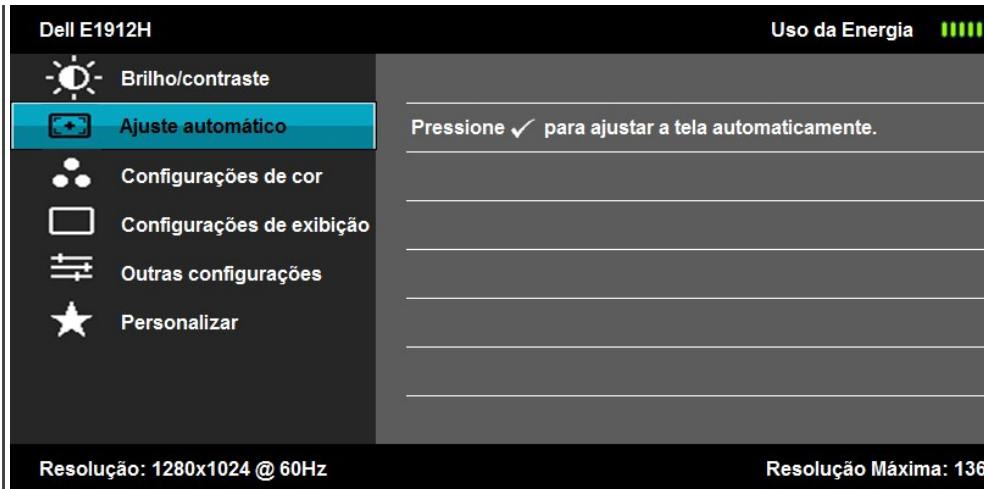 Dell E1912H Uso da Energia
Brilho/contraste
Ajuste automático
Pressione ✓ para ajustar a tela automaticamente.
Configurações de cor
Configurações de exibição
Outras configurações
Personalizar
Resolução: 1280x1024 @ 60Hz Resolução Máxima: 136